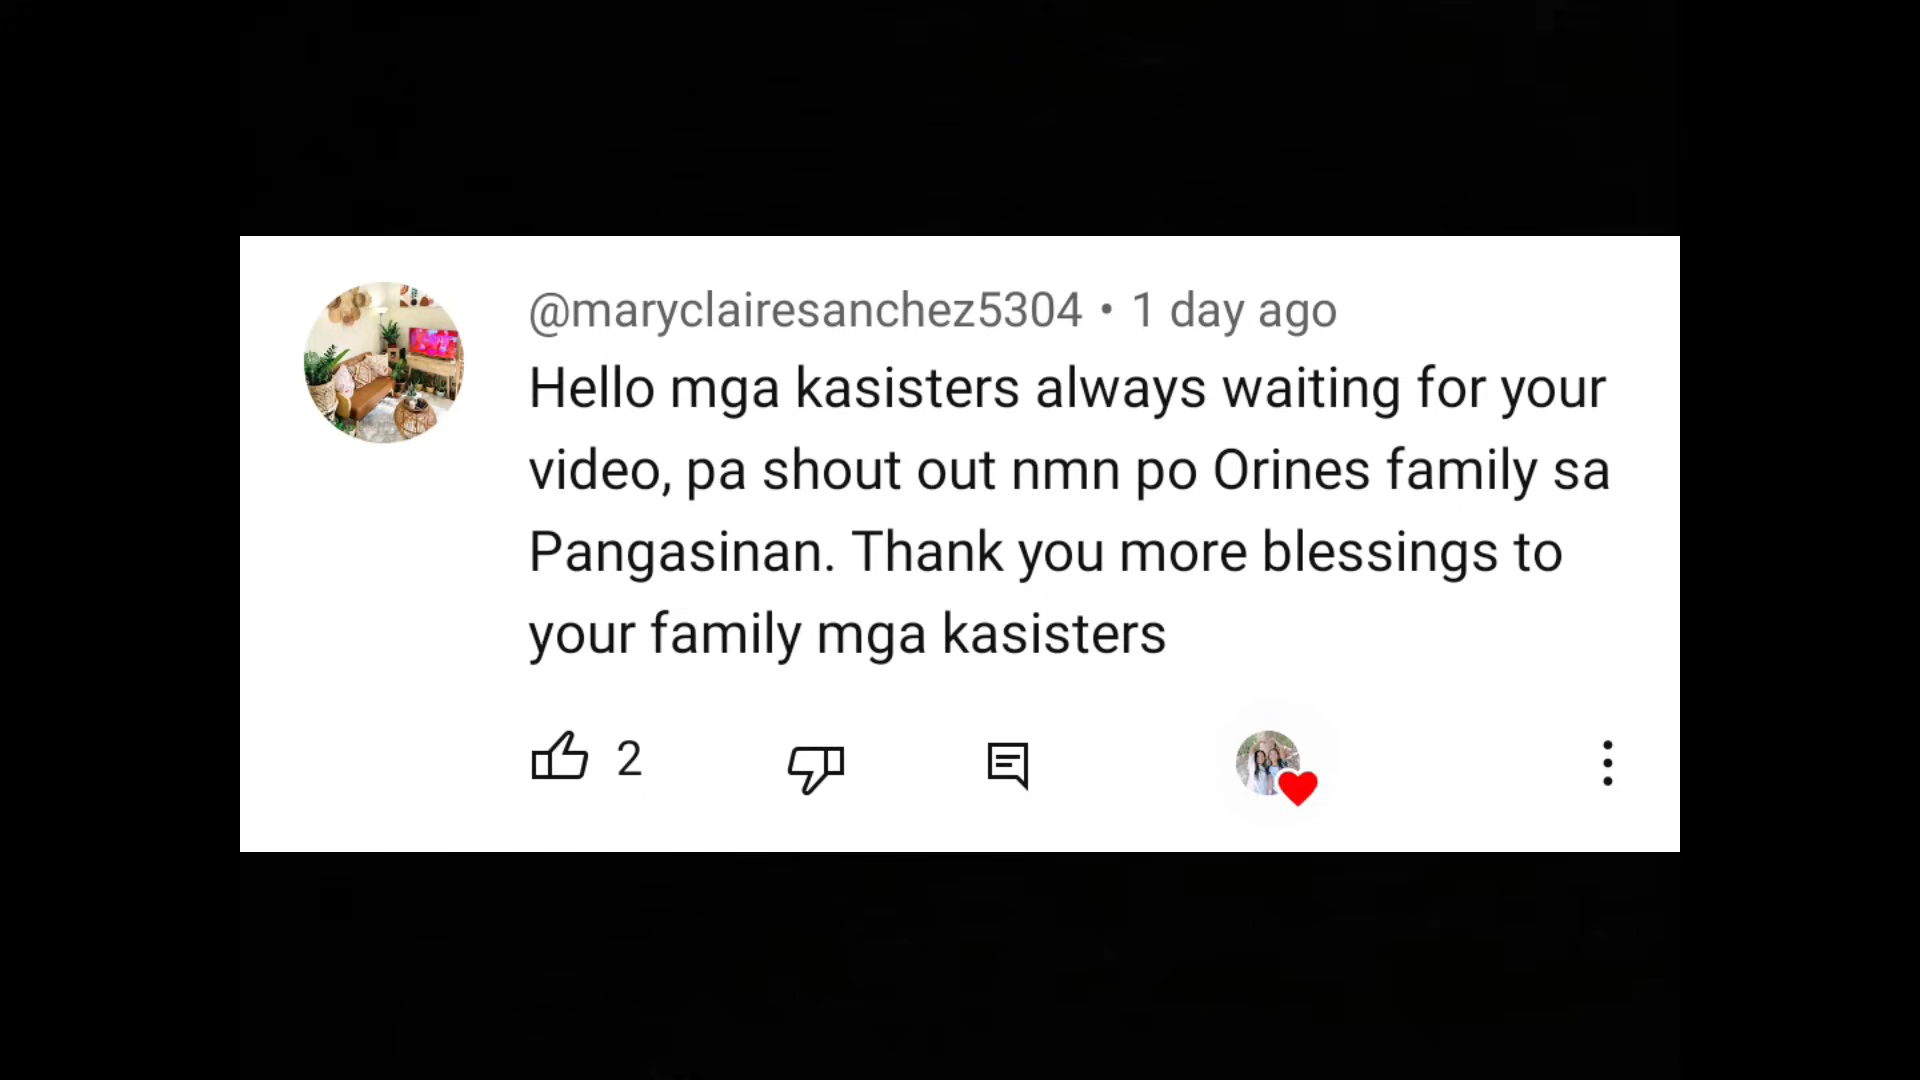 @maryclairesanchez5304 • 1 day ago
Hello mga kasisters always waiting for your
video, pa shout out nmn po Orines family sa
Pangasinan. Thank you more blessings to
your family mga kasisters
2